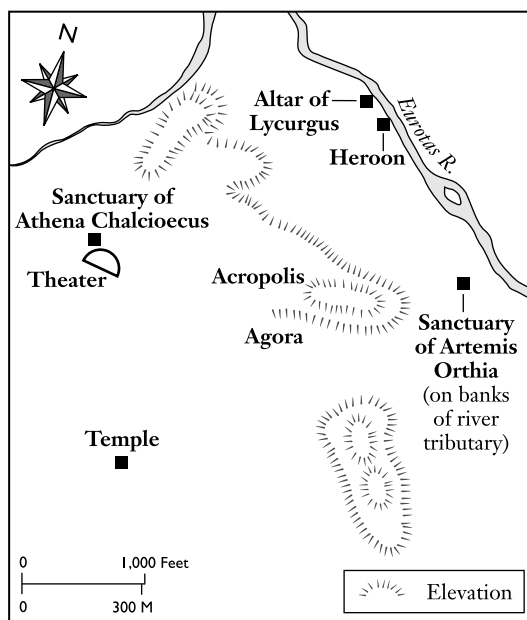 N
Altar of
Lycurgus
Heroon
Eurotas R.
Sanctuary of
Athena Chalcioecus
Theater
Acropolis
Agora
Sanctuary
of Artemis
Orthia
(on banks
of river
tributary)
Temple
0 1,000 Feet
0 300 M
Elevation